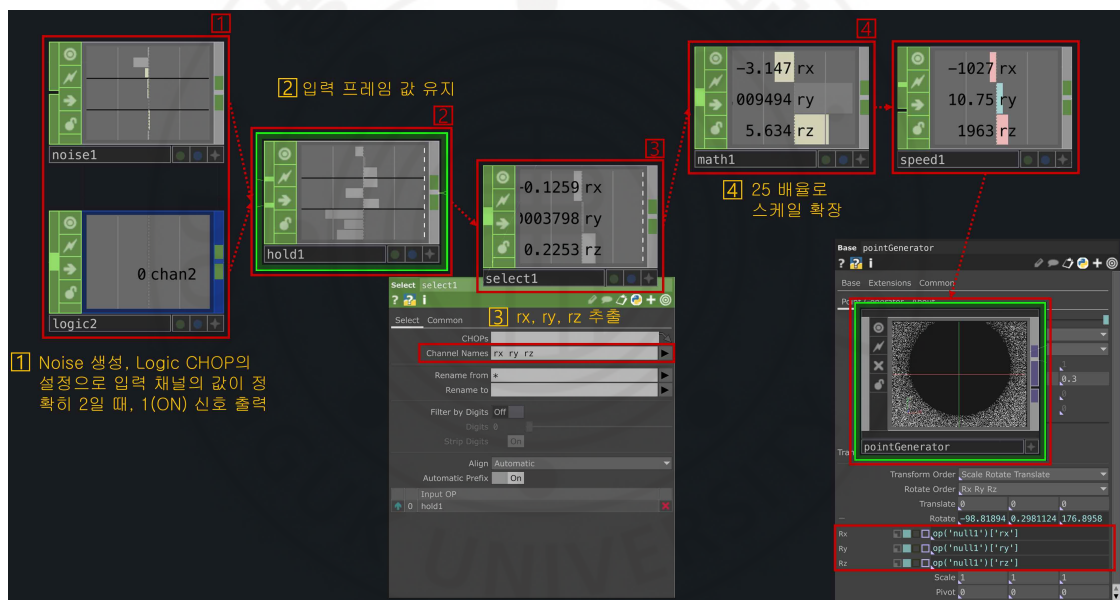 1
noise1
0 chan2
logic2
1 Noise 생성, Logic CHOP의
설정으로 입력 채널의 값이 정
확히 2일 때, 1(ON) 신호 출력
2 입력 프레임 값 유지
2
hold1
3
-0.1259 rx
0003798 ry
0.2253 rz
select1
3 rx, ry, rz 추출
Select select1
? i
Select Common
CHOPs
Channel Names rx ry rz
Rename from *
Rename to
Filter by Digits Off
Digits 0
Strip Digits On
Align Automatic
Automatic Prefix On
Input OP
0 hold1
4
-3.147 rx
009494 ry
5.634 rz
math1
4 25 배율로
스케일 확장
-1027 rx
10.75 ry
1963 rz
speed1
Base pointGenerator
? i
Base Extensions Common
About
0.3
pointGenerator
Transform Order Scale Rotate Translate
Rotate Order Rx Ry Rz
Translate 0 0 0
Rotate -98.81894 0.2981124 176.8958
Rx op('null1')['rx']
Ry op('null1')['ry']
Rz op('null1')['rz']
Scale 1 1 1
Pivot 0 0 0